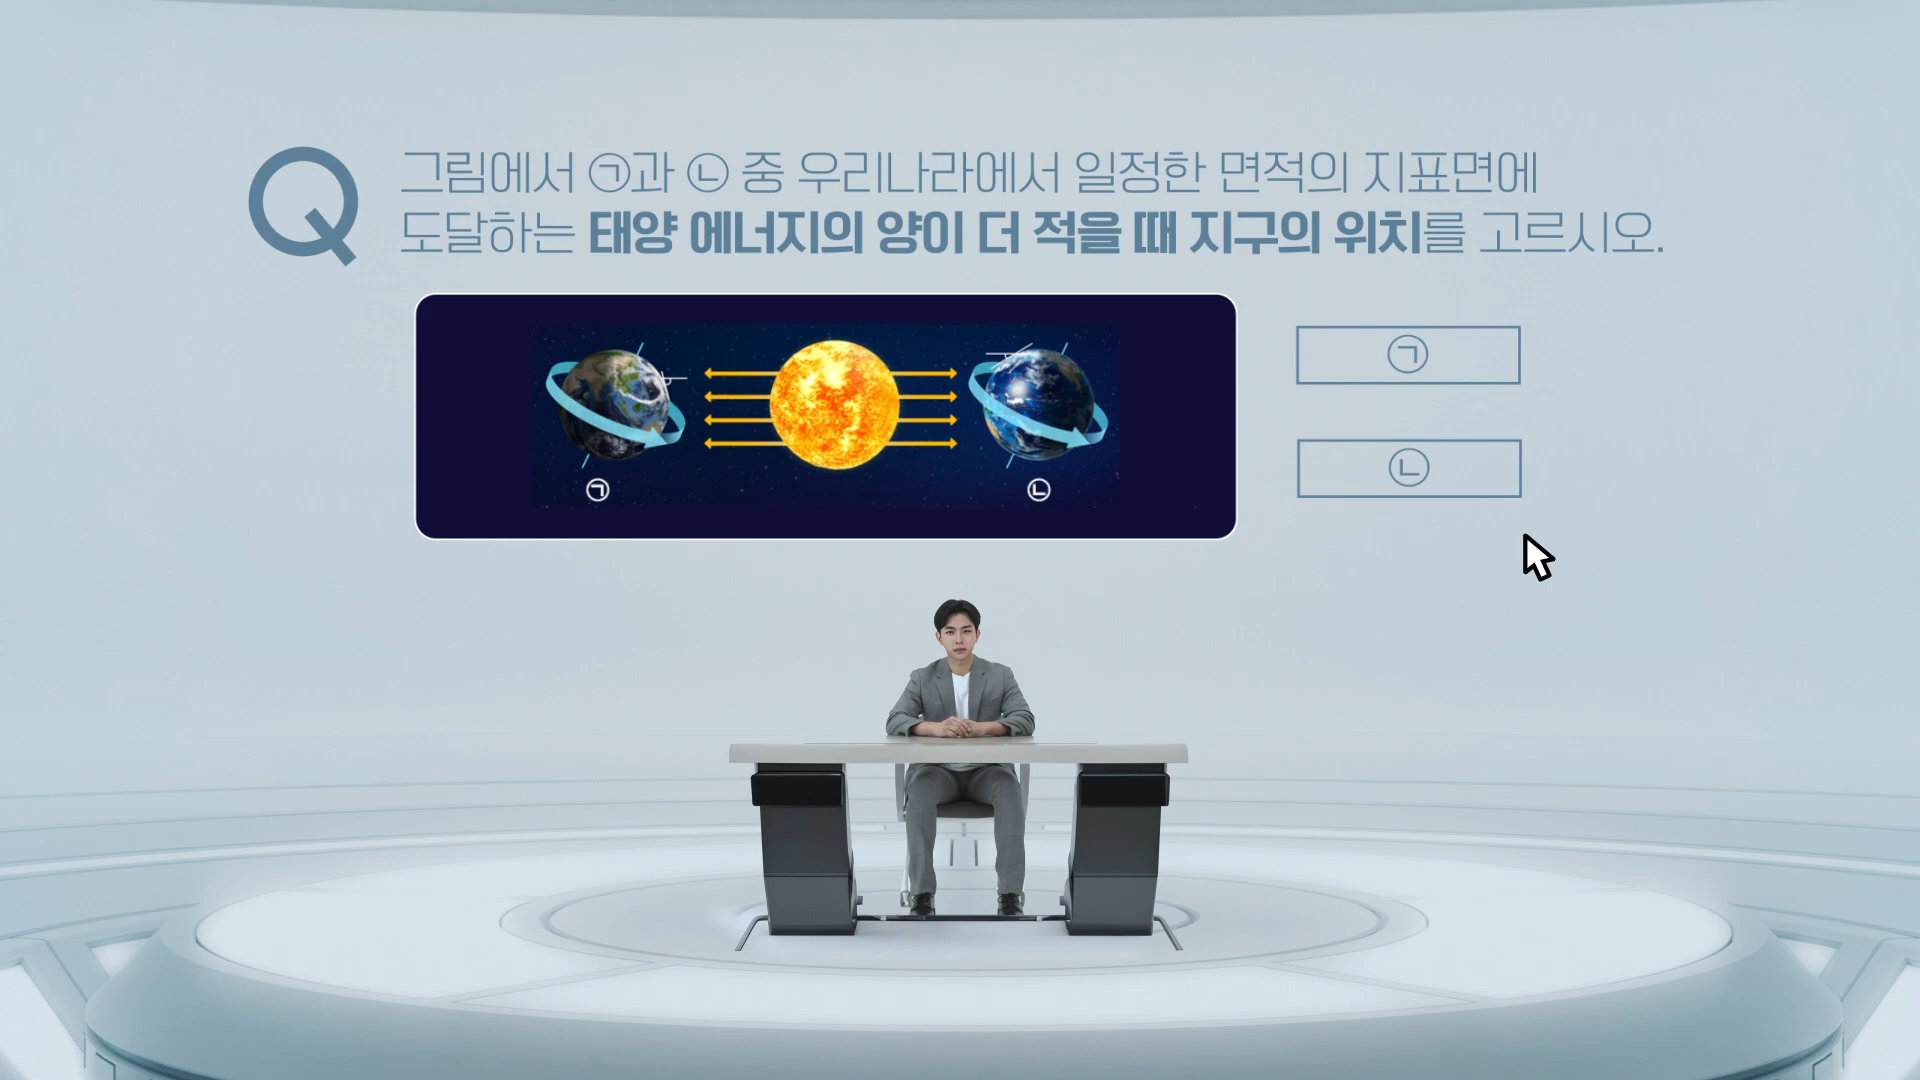 Q
그림에서 ㉠과 ㉡ 중 우리나라에서 일정한 면적의 지표면에
도달하는 태양 에너지의 양이 더 적을 때 지구의 위치를 고르시오.
㉠
㉡
㉠
㉡